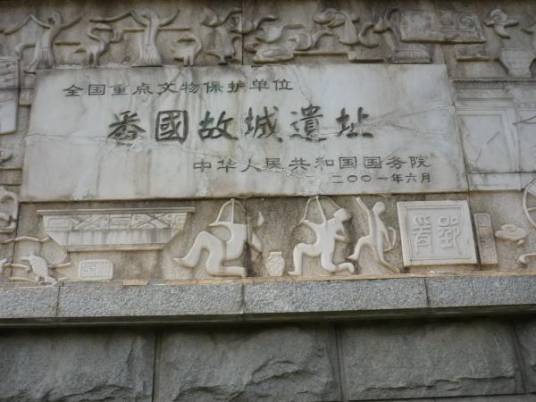 全国重点文物保护单位
番國故城遺址
中华人民共和国国务院
二〇〇一年六月